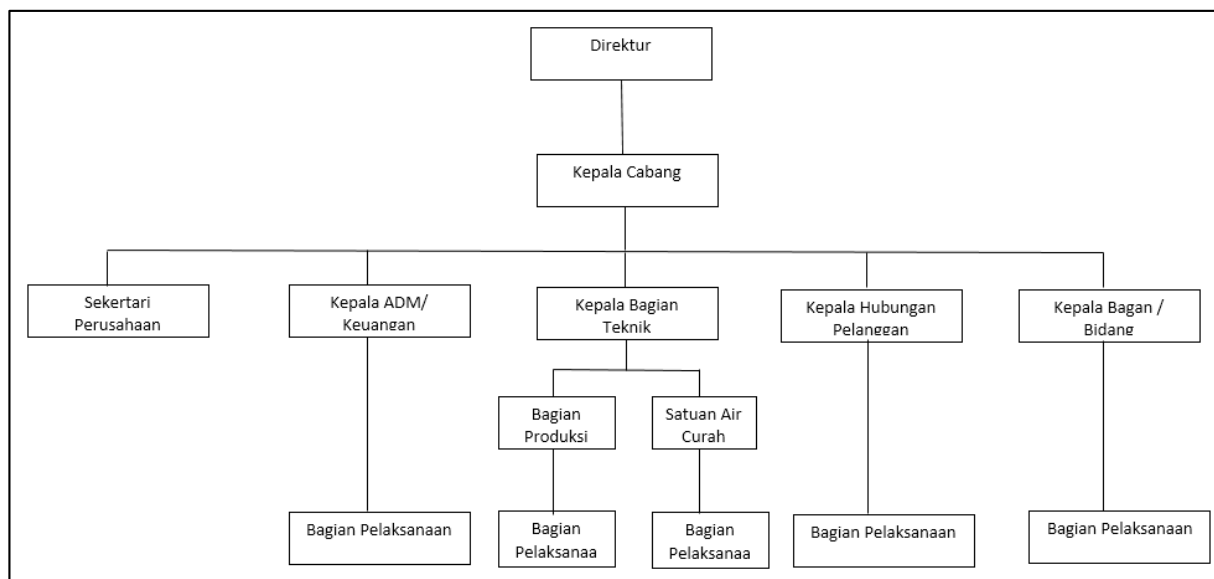 Direktur
Kepala Cabang
Sekertari
Perusahaan
Kepala ADM/
Keuangan
Kepala Bagian
Teknik
Kepala Hubungan
Pelanggan
Kepala Bagan /
Bidang
Bagian
Produksi
Satuan Air
Curah
Bagian Pelaksanaan
Bagian
Pelaksanaa
Bagian
Pelaksanaa
Bagian Pelaksanaan
Bagian Pelaksanaan